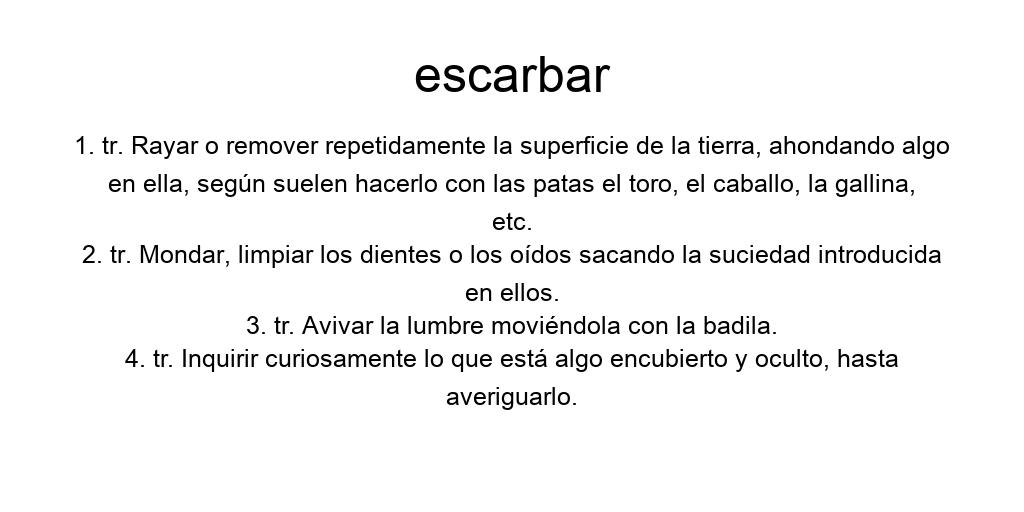 escarbar
1. tr. Rayar o remover repetidamente la superficie de la tierra, ahondando algo
en ella, según suelen hacerlo con las patas el toro, el caballo, la gallina,
etc.
2. tr. Mondar, limpiar los dientes o los oídos sacando la suciedad introducida
en ellos.
3. tr. Avivar la lumbre moviéndola con la badila.
4. tr. Inquirir curiosamente lo que está algo encubierto y oculto, hasta
averiguarlo.